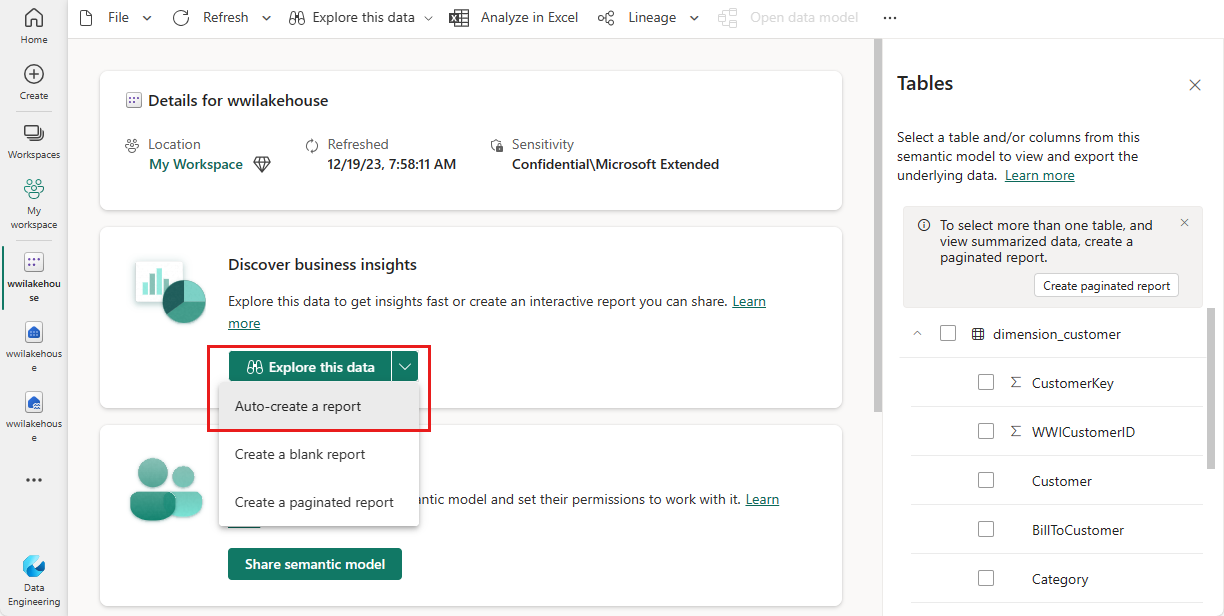 File
Refresh
Explore this data
Analyze in Excel
Lineage
Open data model
Home
Create
Workspaces
My
workspace
wwilakehou
se
wwilakehous
e
wwilakehous
e
Data
Engineering
Details for wwilakehouse
Location
My Workspace
Refreshed
12/19/23, 7:58:11 AM
Sensitivity
Confidential\Microsoft Extended
Discover business insights
Explore this data to get insights fast or create an interactive report you can share. Learn
more
Explore this data
Auto-create a report
Create a blank report
Create a paginated report
model and set their permissions to work with it. Learn
Share semantic model
Tables
Select a table and/or columns from this
semantic model to view and export the
underlying data. Learn more
To select more than one table, and
view summarized data, create a
paginated report.
Create paginated report
dimension_customer
Σ CustomerKey
Σ WWICustomerID
Customer
BillToCustomer
Category